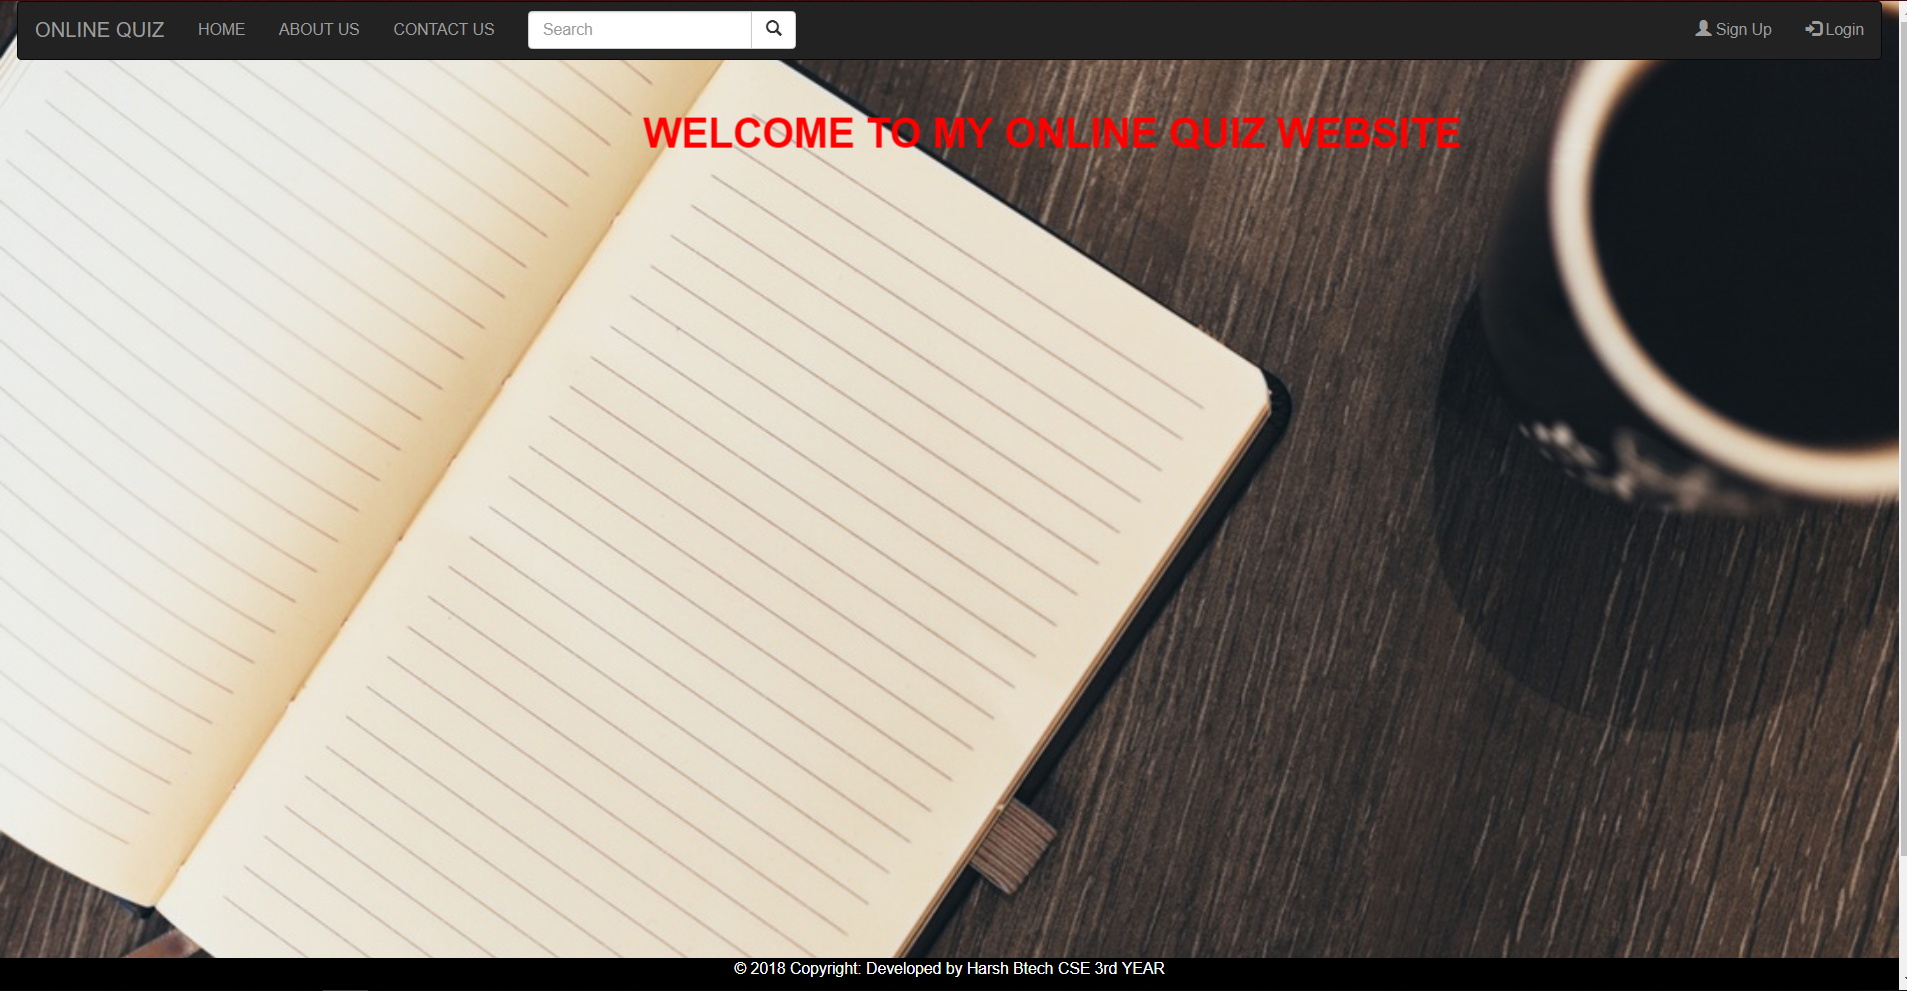 ONLINE QUIZ HOME ABOUT US CONTACT US Search Sign Up Login
WELCOME TO MY ONLINE QUIZ WEBSITE
© 2018 Copyright: Developed by Harsh Btech CSE 3rd YEAR